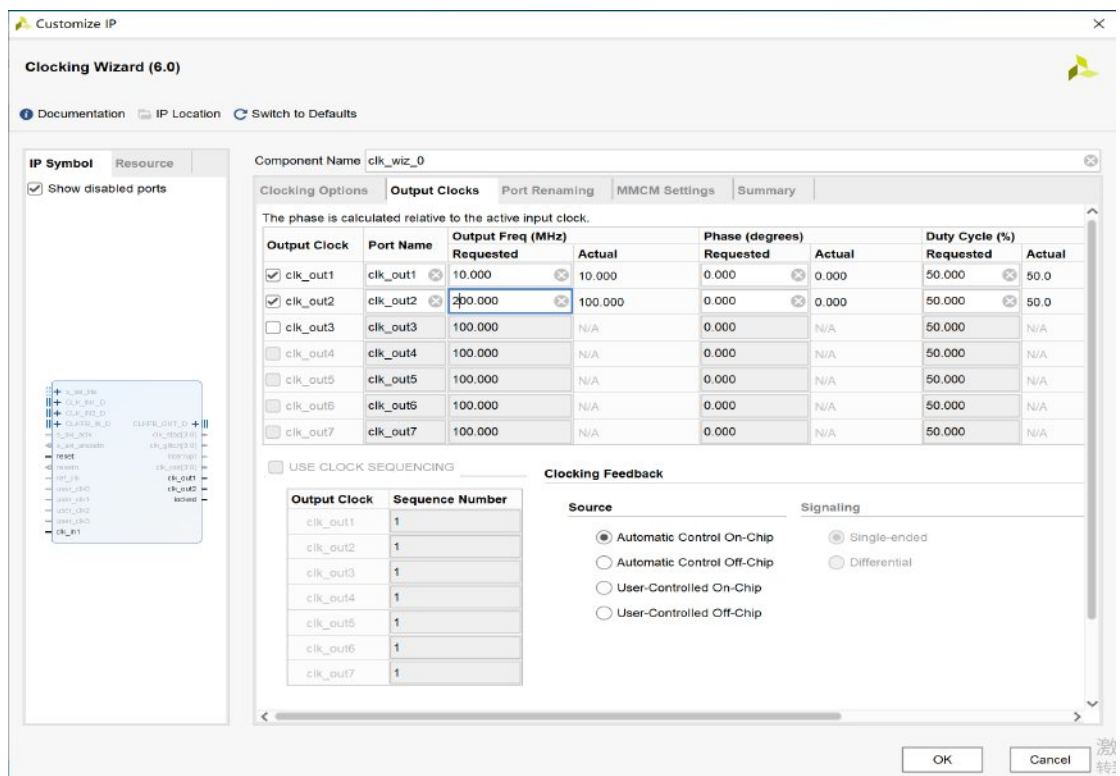 Customize IP
Clocking Wizard (6.0)
Documentation IP Location Switch to Defaults
IP Symbol Resource
Show disabled ports
reset
clk_out1
clk_out2
locked
clk_in1
Component Name clk_wiz_0
Clocking Options Output Clocks Port Renaming MMCM Settings Summary
The phase is calculated relative to the active input clock.
Output Clock Port Name Output Freq (MHz) Phase (degrees) Duty Cycle (%)
Requested Actual Requested Actual Requested Actual
clk_out1 clk_out1 10.000 10.000 0.000 0.000 50.000 50.0
clk_out2 clk_out2 200.000 100.000 0.000 0.000 50.000 50.0
clk_out3 clk_out3 100.000 N/A 0.000 N/A 50.000 N/A
clk_out4 clk_out4 100.000 N/A 0.000 N/A 50.000 N/A
clk_out5 clk_out5 100.000 N/A 0.000 N/A 50.000 N/A
clk_out6 clk_out6 100.000 N/A 0.000 N/A 50.000 N/A
clk_out7 clk_out7 100.000 N/A 0.000 N/A 50.000 N/A
USE CLOCK SEQUENCING
Output Clock Sequence Number
clk_out1 1
clk_out2 1
clk_out3 1
clk_out4 1
clk_out5 1
clk_out6 1
clk_out7 1
Clocking Feedback
Source Signaling
Automatic Control On-Chip Single-ended
Automatic Control Off-Chip Differential
User-Controlled On-Chip
User-Controlled Off-Chip
OK Cancel
激
转